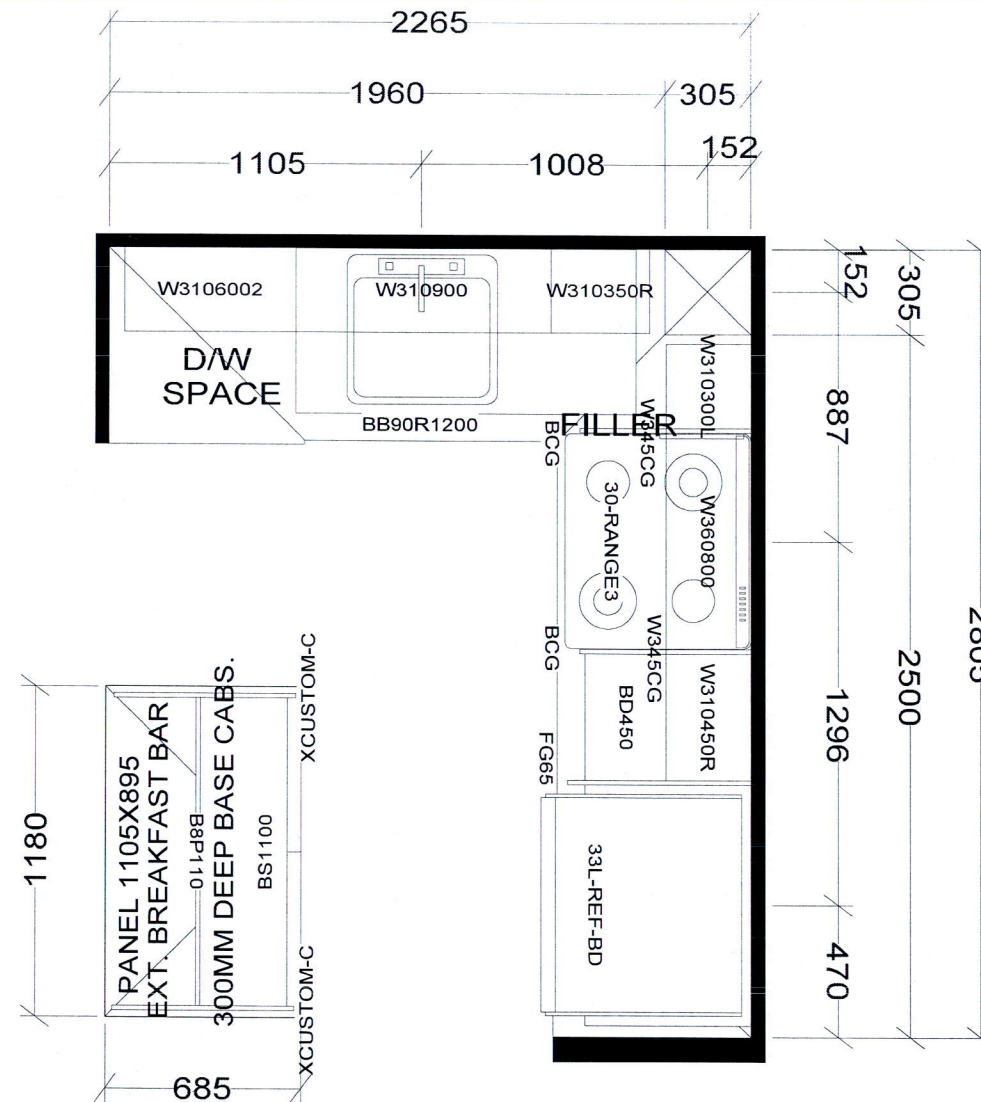 2265
1960
305
1105
1008
152
W3106002
W310900
W310350R
D/W
SPACE
BB90R1200
FILLER
W310300L
W345CG
BCG
30-RANGE3
W360800
BCG
W345CG
BD450
W310450R
FG65
33L-REF-BD
152
305
887
2500
1296
470
1180
PANEL 1105X895
EXT. BREAKFAST BAR
B8P110
300MM DEEP BASE CABS.
BS1100
XCUSTOM-C
XCUSTOM-C
685